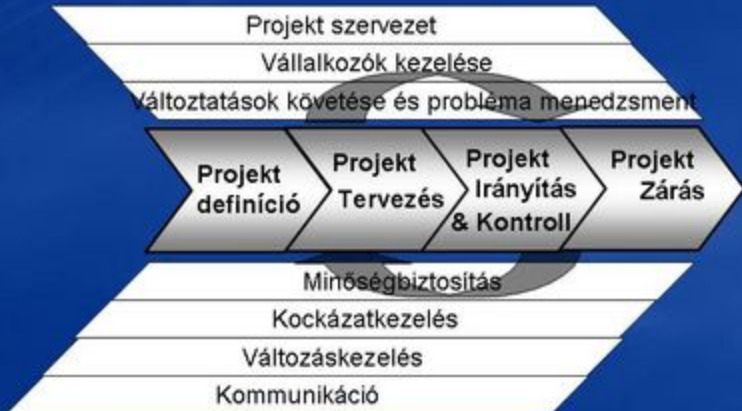 Projekt szervezet
Vállalkozók kezelése
Változtatások követése és probléma menedzsment
Projekt
definíció
Projekt
Tervezés
Projekt
Irányítás
& Kontroll
Projekt
Zárás
Minőségbiztosítás
Kockázatkezelés
Változáskezelés
Kommunikáció